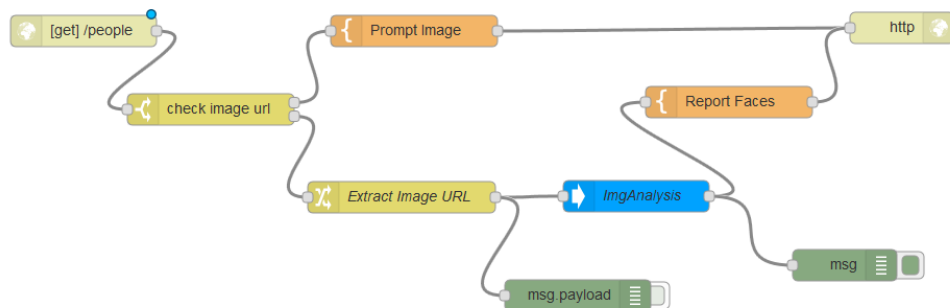 [get] /people
Prompt Image
http
check image url
Report Faces
Extract Image URL
ImgAnalysis
msg
msg.payload